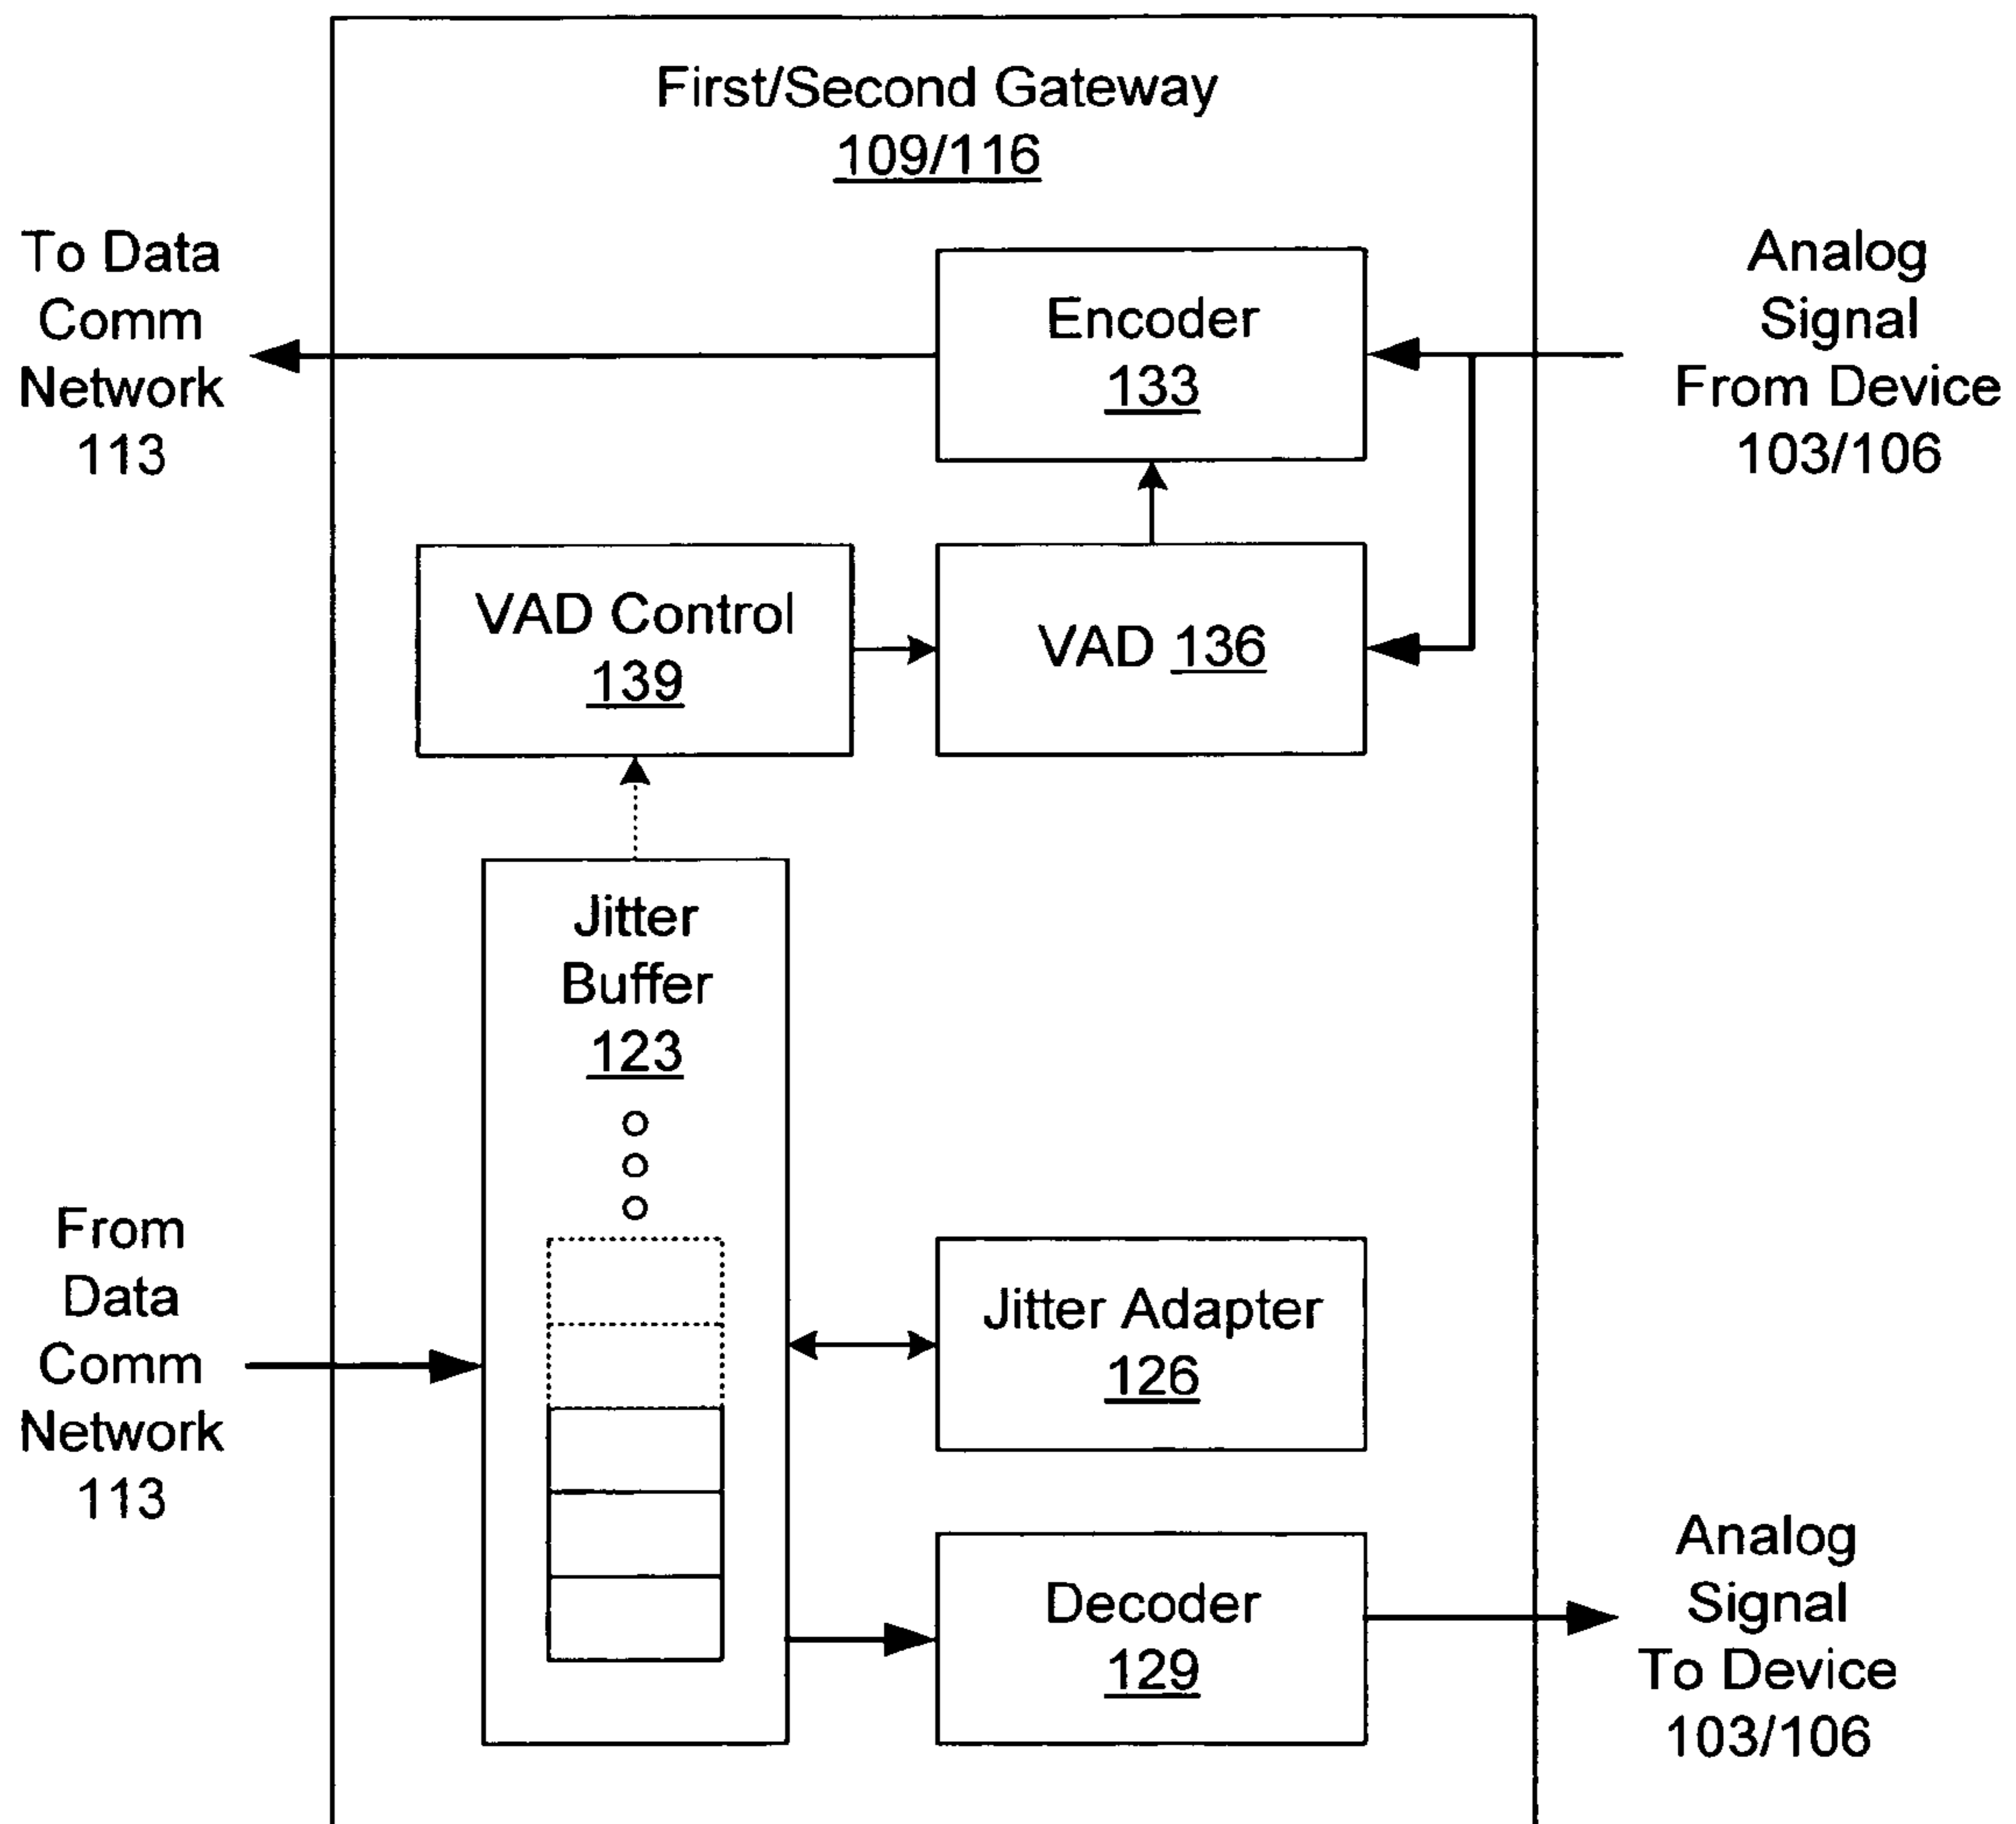 First/Second Gateway
109/116
To Data
Comm
Network
113
Encoder
133
Analog
Signal
From Device
103/106
VAD Control
139
VAD 136
Jitter
Buffer
123
From
Data
Comm
Network
113
Jitter Adapter
126
Decoder
129
Analog
Signal
To Device
103/106